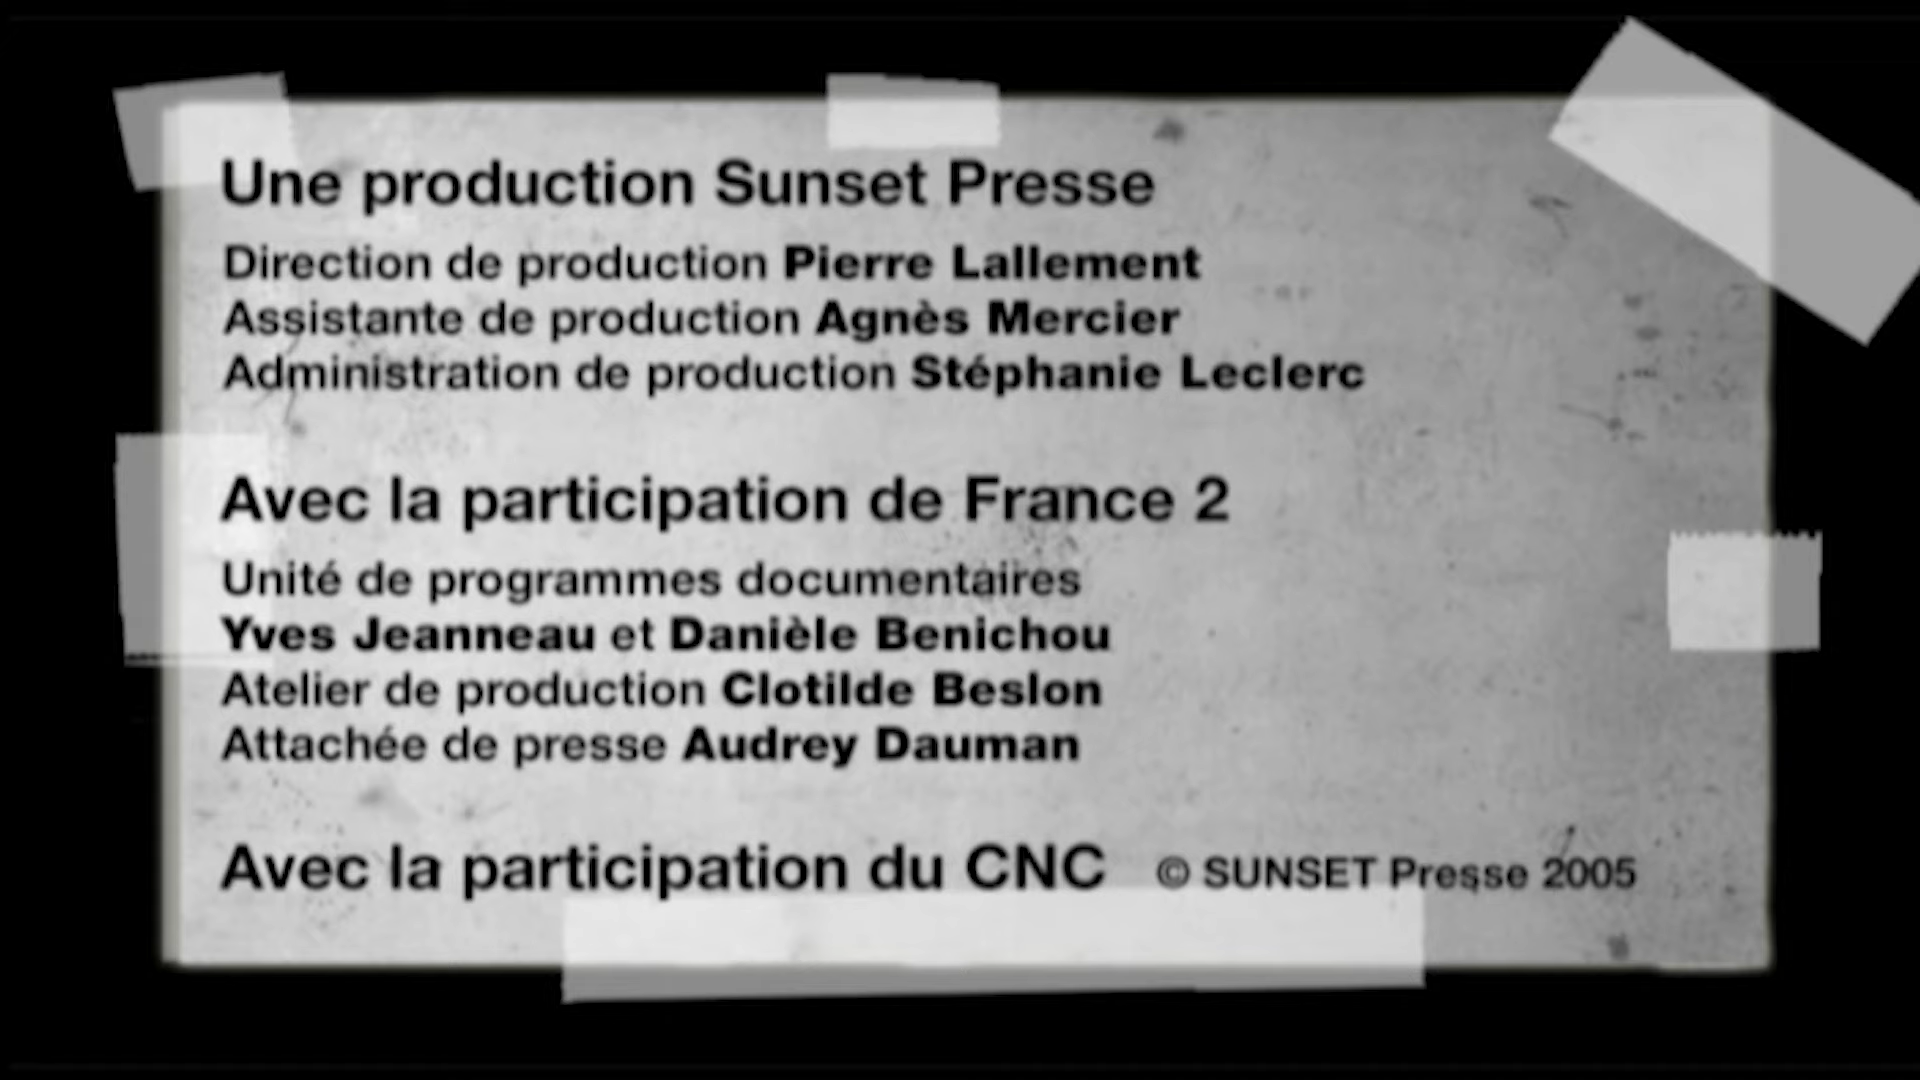 Une production Sunset Presse
Direction de production Pierre Lallement
Assistante de production Agnès Mercier
Administration de production Stéphanie Leclerc
Avec la participation de France 2
Unité de programmes documentaires
Yves Jeanneau et Danièle Benichou
Atelier de production Clotilde Beslon
Attachée de presse Audrey Dauman
Avec la participation du CNC © SUNSET Presse 2005